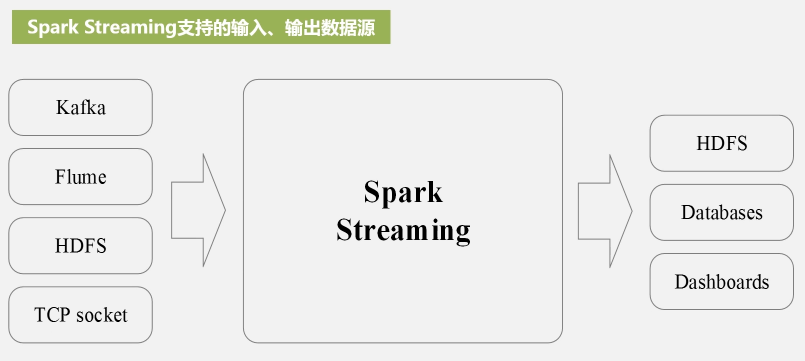 Spark Streaming支持的输入、输出数据源
Kafka
Flume
HDFS
TCP socket
Spark
Streaming
HDFS
Databases
Dashboards